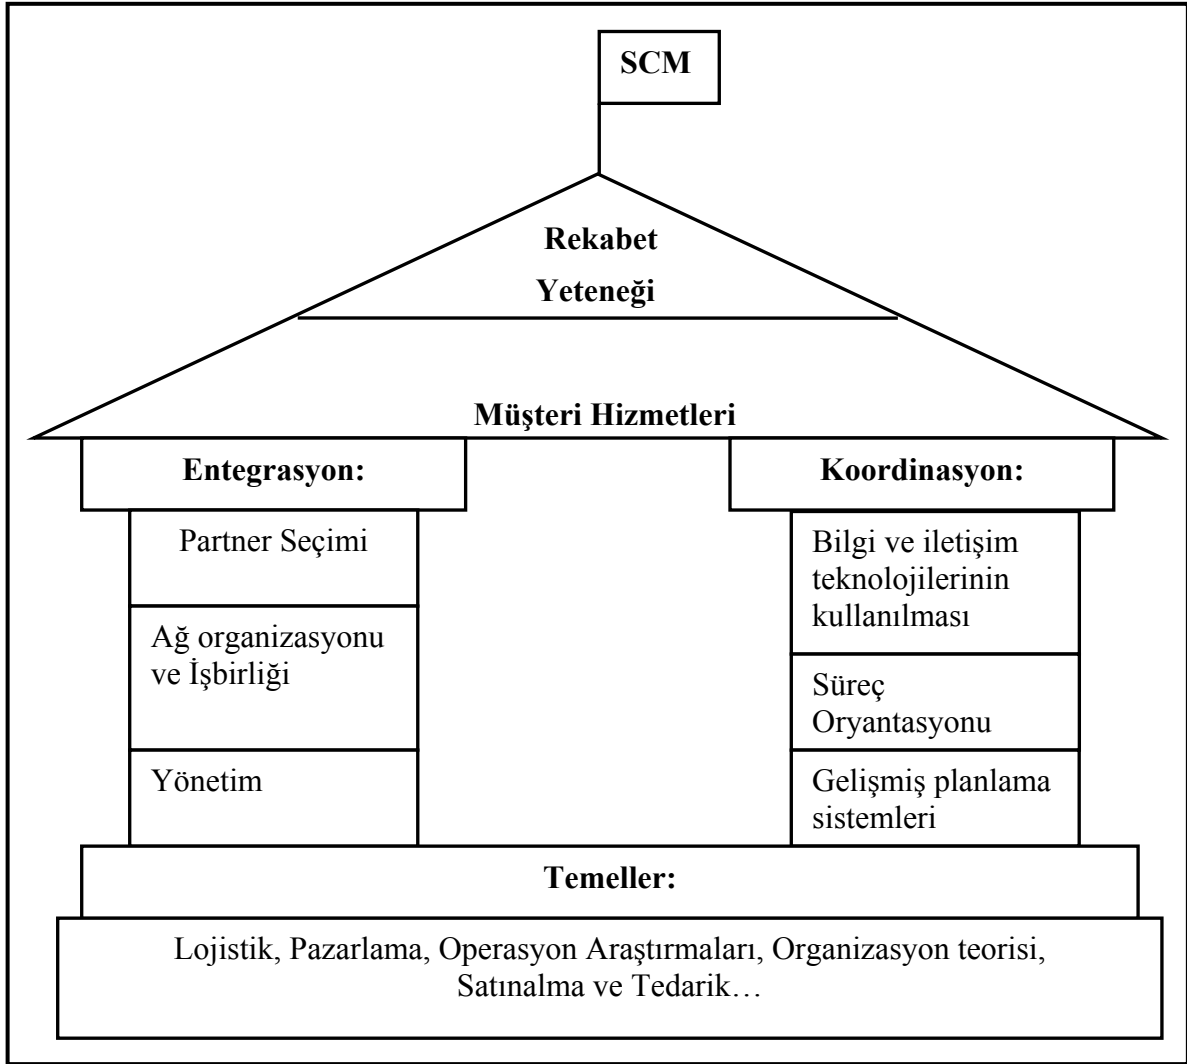 SCM
Rekabet
Yeteneği
Müşteri Hizmetleri
Entegrasyon:
Partner Seçimi
Ağ organizasyonu
ve İşbirliği
Yönetim
Koordinasyon:
Bilgi ve iletişim
teknolojilerinin
kullanılması
Süreç
Oryantasyonu
Gelişmiş planlama
sistemleri
Temeller:
Lojistik, Pazarlama, Operasyon Araştırmaları, Organizasyon teorisi,
Satınalma ve Tedarik…